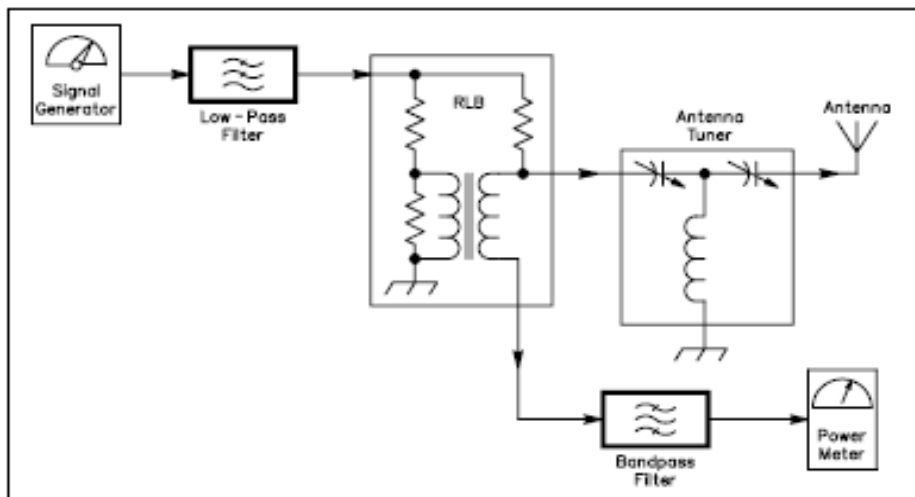 Signal
Generator
Low-Pass
Filter
RLB
Antenna
Tuner
Antenna
Bandpass
Filter
Power
Meter